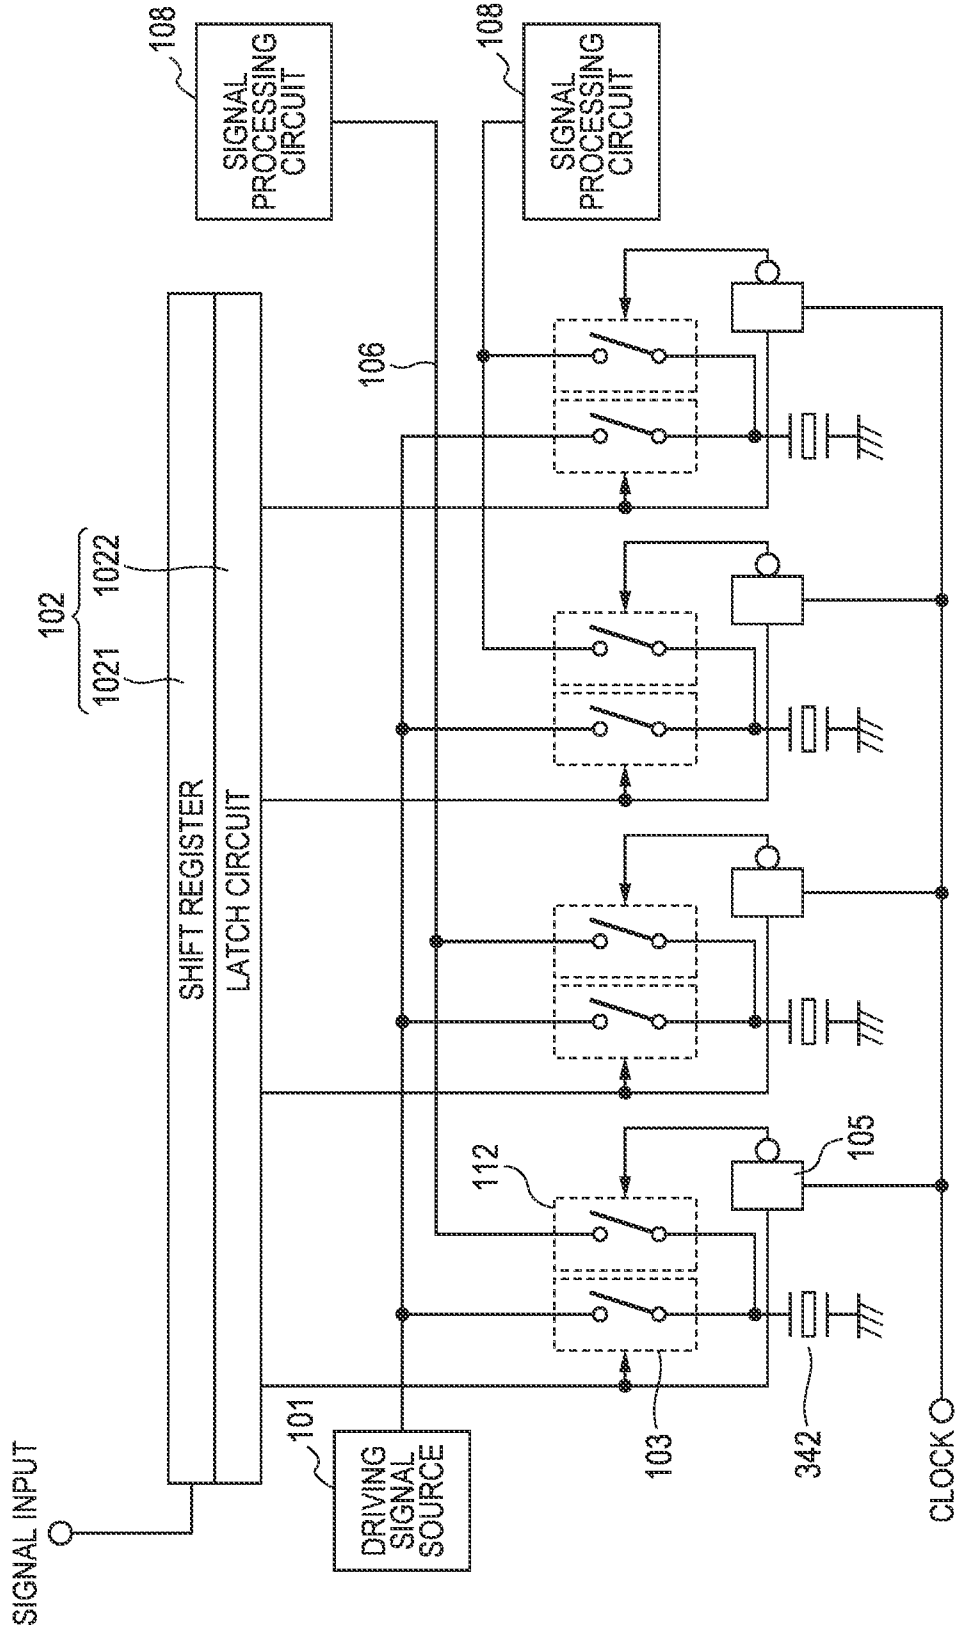 SIGNAL INPUT
102
1021
1022
SHIFT REGISTER
LATCH CIRCUIT
108
SIGNAL
PROCESSING
CIRCUIT
106
108
SIGNAL
PROCESSING
CIRCUIT
101
DRIVING
SIGNAL
SOURCE
112
103
105
342
CLOCK